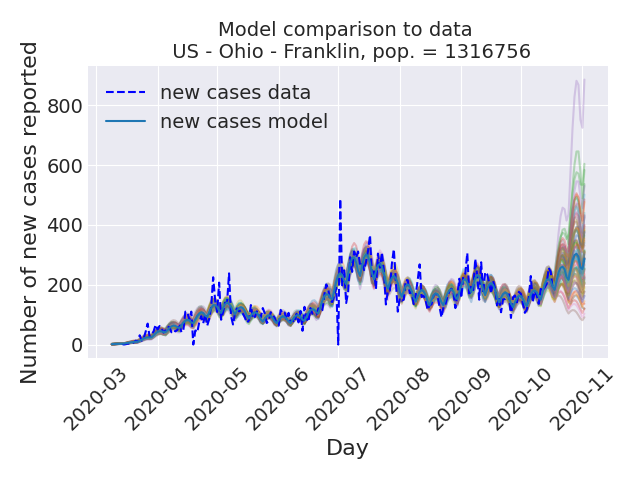 Model comparison to data
US - Ohio - Franklin, pop. = 1316756
Number of new cases reported
800
600
400
200
0
new cases data
new cases model
2020-03
2020-04
2020-05
2020-06
2020-07
2020-08
2020-09
2020-10
2020-11
Day